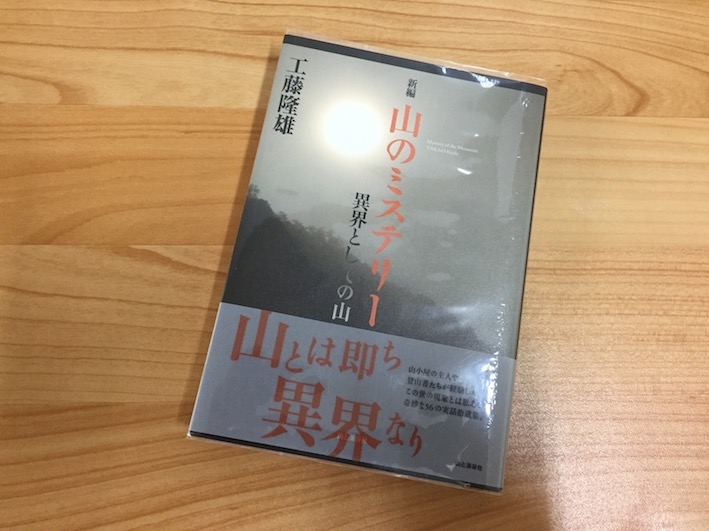 工藤隆雄
新編
山のミステリー
異界としての山
山とは即ち
異界なり
山小屋の主人や
登山者たちが経験した
この世の現象とは思えない
奇妙な56の実話
山と溪谷社